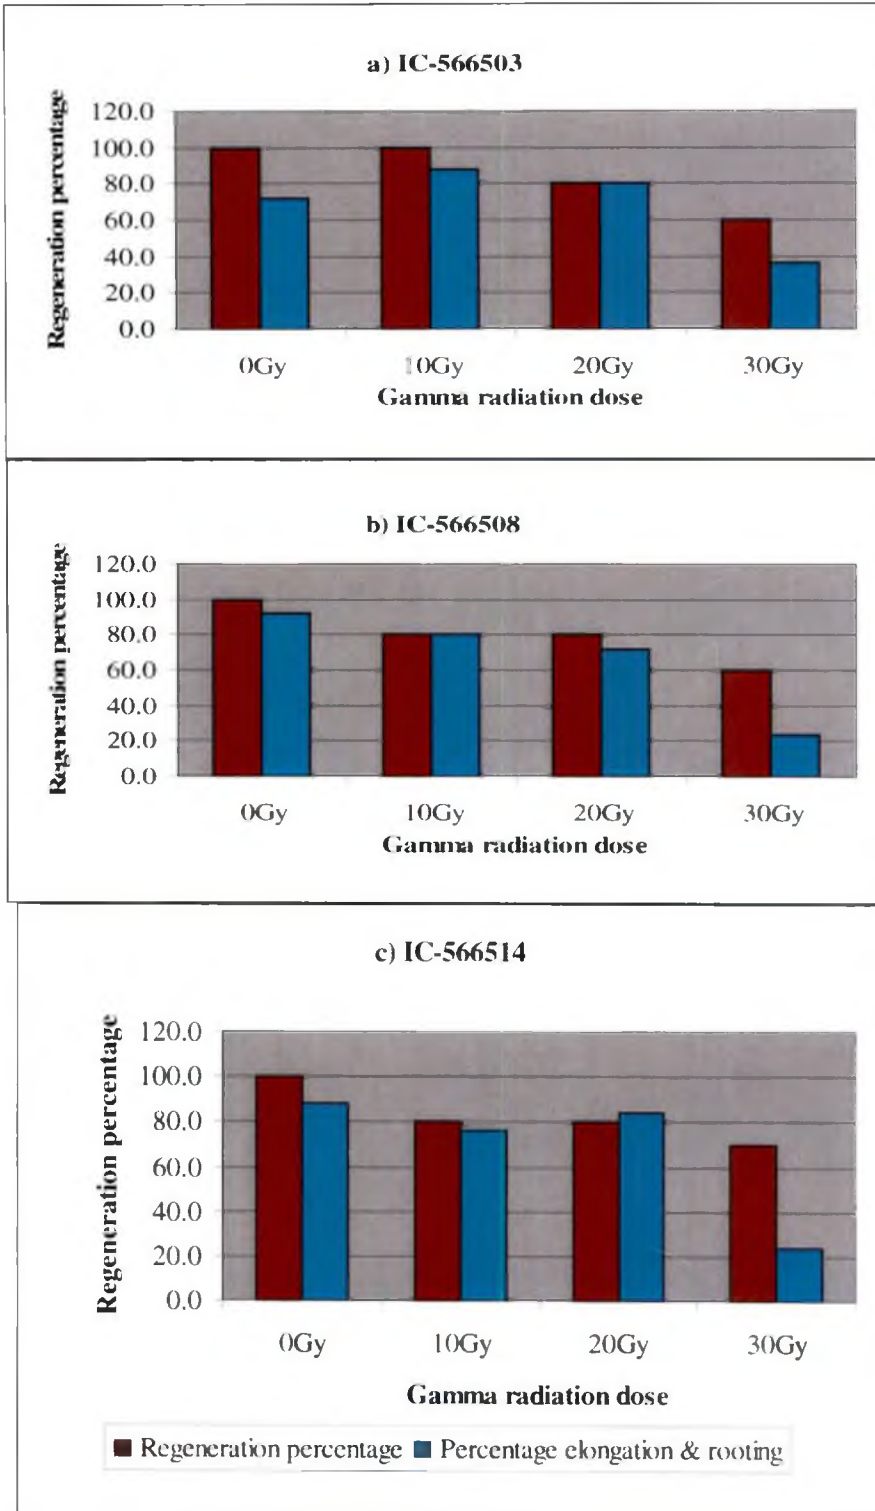 a) IC-566503
Regeneration percentage
120.0
100.0
80.0
60.0
40.0
20.0
0.0
0Gy 10Gy 20Gy 30Gy
Gamma radiation dose
b) IC-566508
Regeneration percentage
120.0
100.0
80.0
60.0
40.0
20.0
0.0
0Gy 10Gy 20Gy 30Gy
Gamma radiation dose
c) IC-566514
Regeneration percentage
120.0
100.0
80.0
60.0
40.0
20.0
0.0
0Gy 10Gy 20Gy 30Gy
Gamma radiation dose
Regeneration percentage Percentage elongation & rooting